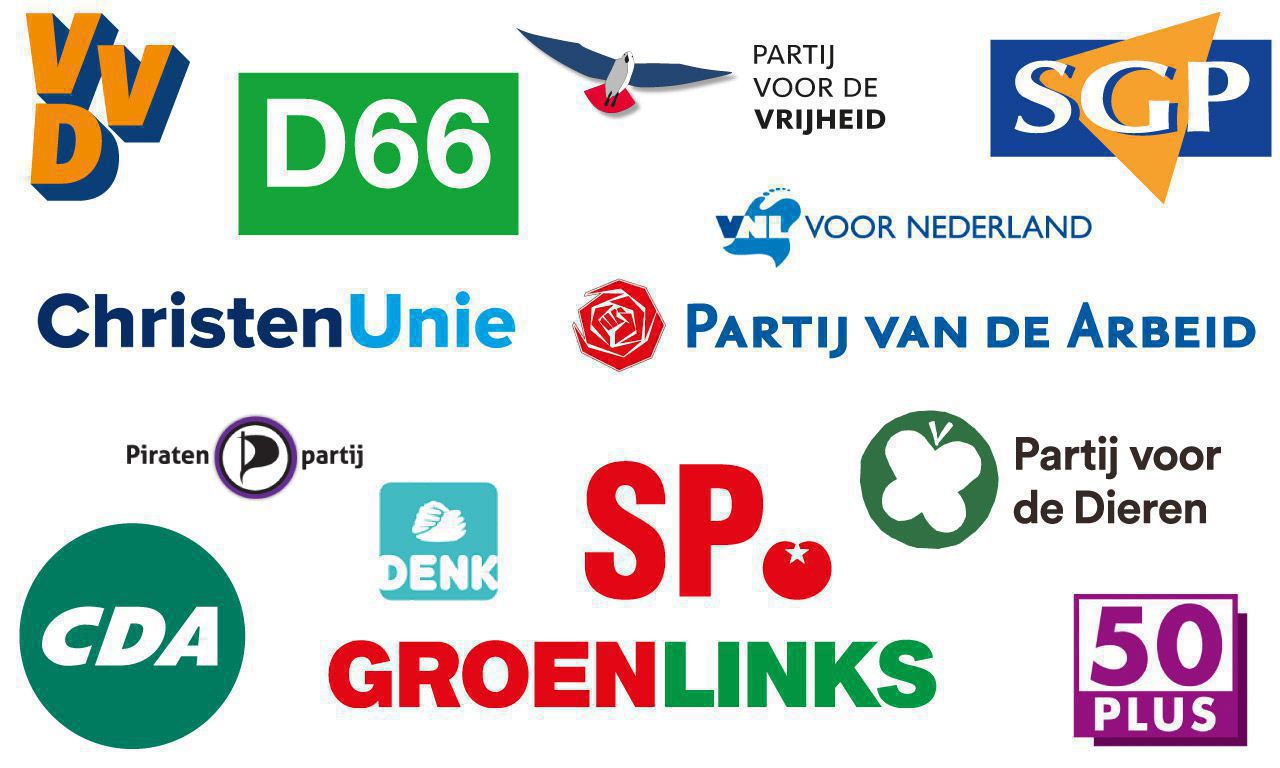 VVD
D66
PARTIJ
VOOR DE
VRIJHEID
SGP
VNL VOOR NEDERLAND
ChristenUnie
PARTIJ VAN DE ARBEID
Piraten partij
Partij voor
de Dieren
DENK
SP.
CDA
GROENLINKS
50
PLUS